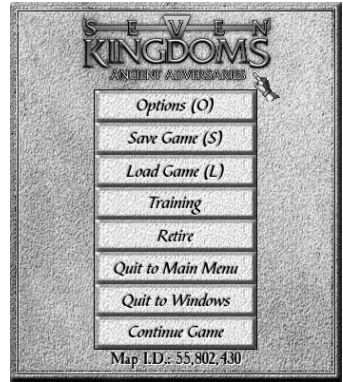 SEVEN
KINGDOMS
ANCIENT ADVERSARIES
Options (O)
Save Game (S)
Load Game (L)
Training
Retire
Quit to Main Menu
Quit to Windows
Continue Game
Map I.D.: 55,802,430